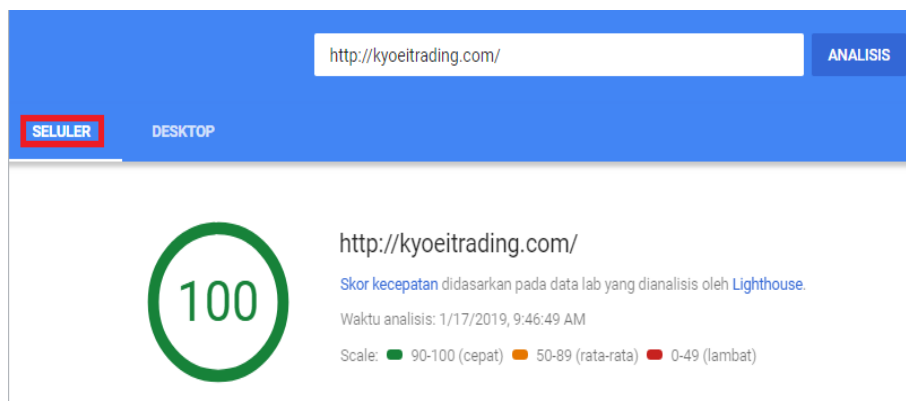 http://kyoeitrading.com/
ANALISIS
SELULER
DESKTOP
100
http://kyoeitrading.com/
Skor kecepatan didasarkan pada data lab yang dianalisis oleh Lighthouse.
Waktu analisis: 1/17/2019, 9:46:49 AM
Scale: 90-100 (cepat) 50-89 (rata-rata) 0-49 (lambat)